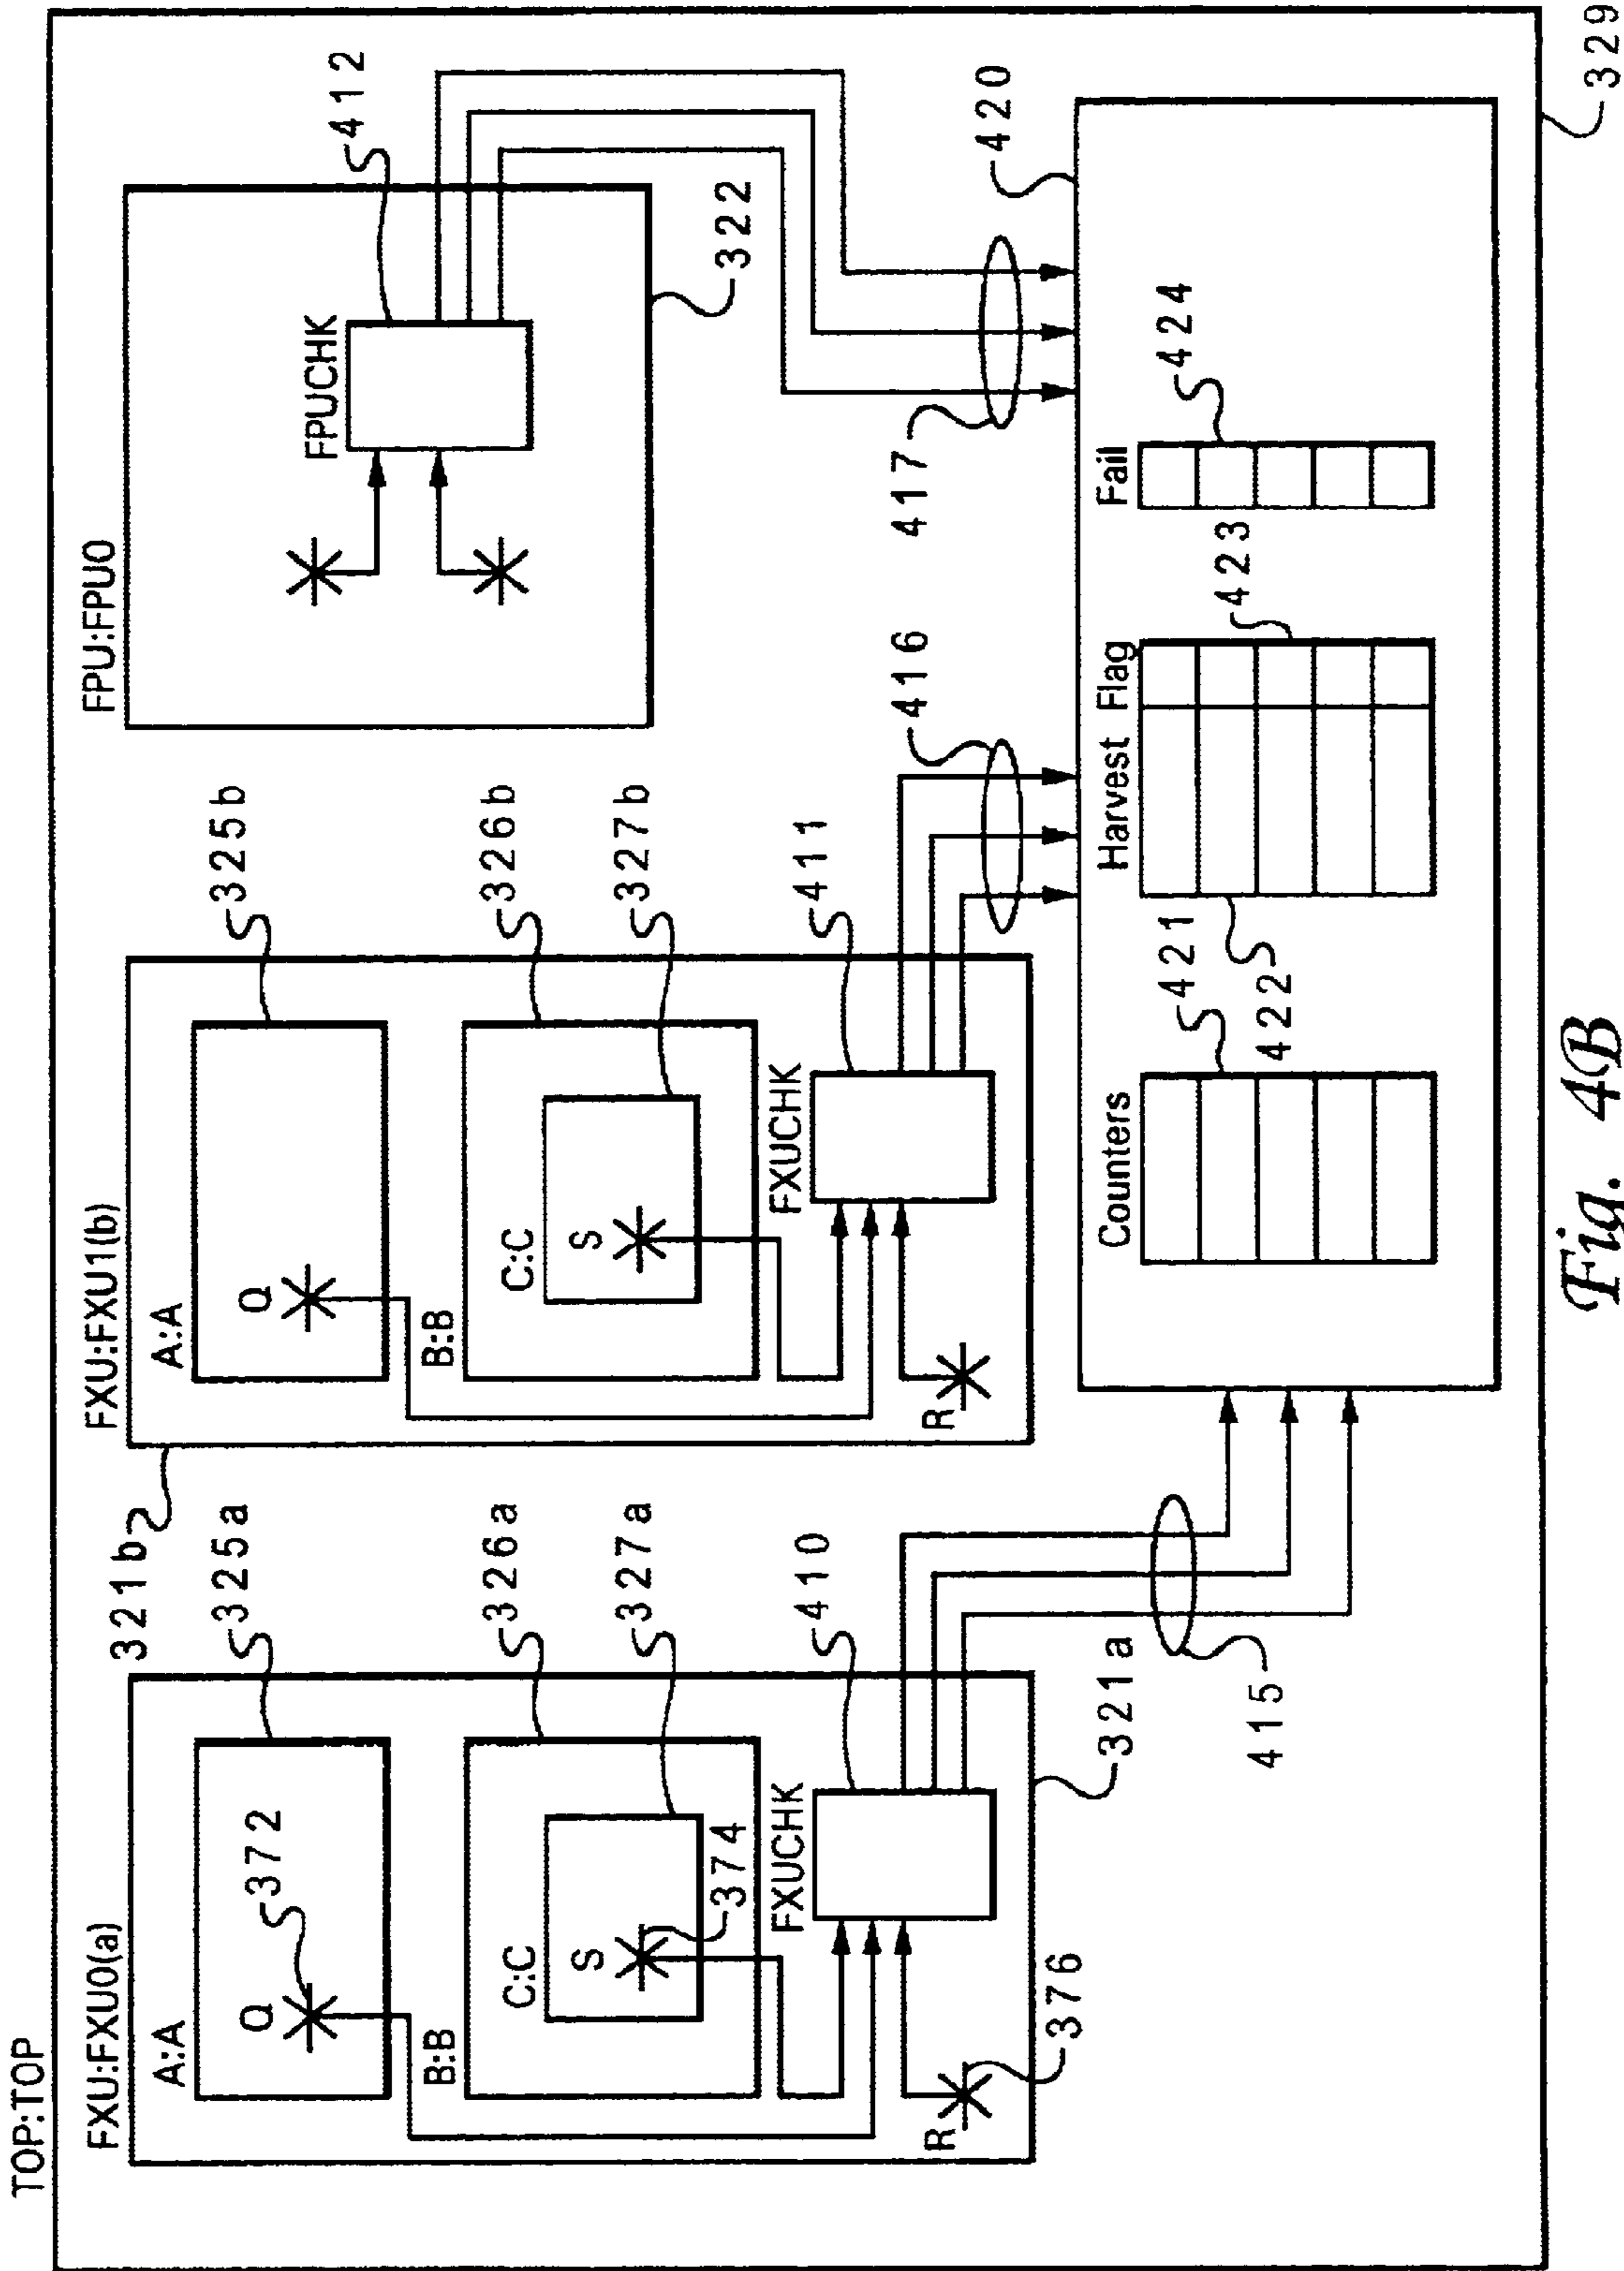 TOP:TOP
FXU:FXU0(a)
A:A
Q
372
325a
B:B
326a
C:C
S
374
327a
FXUCHK
410
R
376
321a
415
321b
FXU:FXU1(b)
A:A
Q
325b
B:B
326b
C:C
S
327b
FXUCHK
411
R
416
FPU:FPU0
FPUCHK
412
322
417
420
Counters
421
Harvest Flag
422
423
Fail
424
329
Fig. 4B